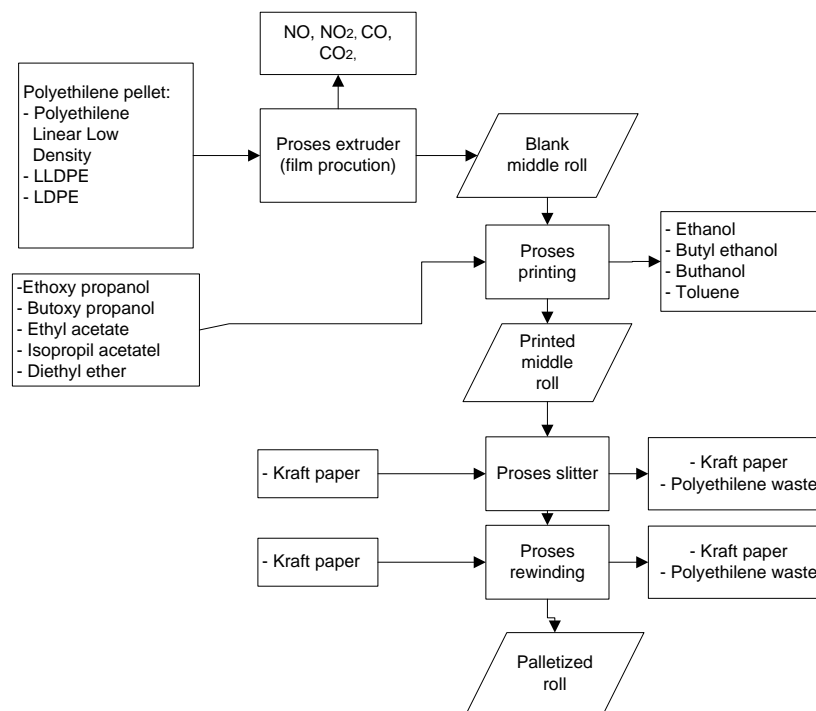 NO, NO2, CO,
CO2,
Polyethilene pellet:
- Polyethilene
Linear Low
Density
- LLDPE
- LDPE
Proses extruder
(film procution)
Blank
middle roll
Proses
printing
- Ethanol
- Butyl ethanol
- Buthanol
- Toluene
-Ethoxy propanol
- Butoxy propanol
- Ethyl acetate
- Isopropil acetatel
- Diethyl ether
Printed
middle
roll
- Kraft paper
Proses slitter
- Kraft paper
- Polyethilene waste
- Kraft paper
Proses
rewinding
- Kraft paper
- Polyethilene waste
Palletized
roll